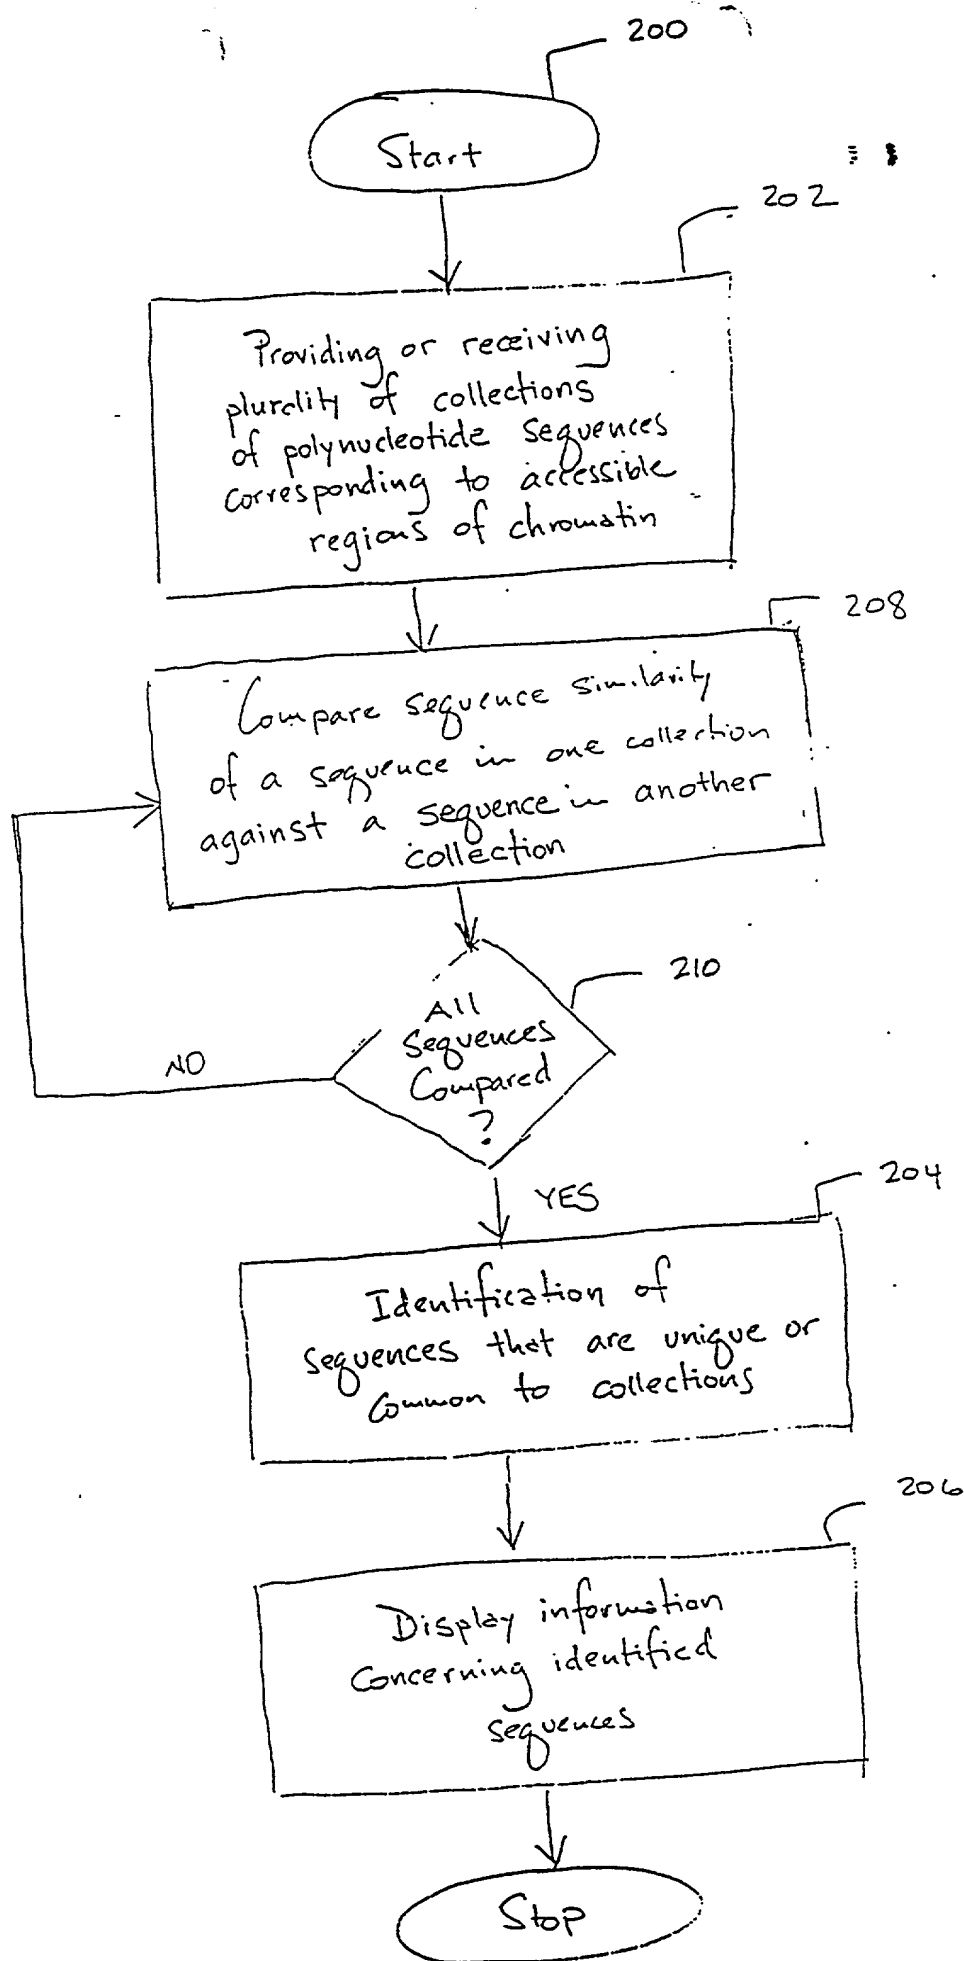 200
Start
202
Providing or receiving
plurality of collections
of polynucleotide sequences
corresponding to accessible
regions of chromatin
208
Compare sequence similarity
of a sequence in one collection
against a sequence in another
collection
210
All
Sequences
Compared
?
NO
YES
204
Identification of
sequences that are unique or
common to collections
206
Display information
concerning identified
sequences
Stop